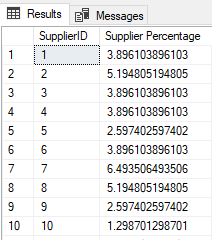 Results Messages
SupplierID Supplier Percentage
1 1 3.896103896103
2 2 5.194805194805
3 3 3.896103896103
4 4 3.896103896103
5 5 2.597402597402
6 6 3.896103896103
7 7 6.493506493506
8 8 5.194805194805
9 9 2.597402597402
10 10 1.298701298701